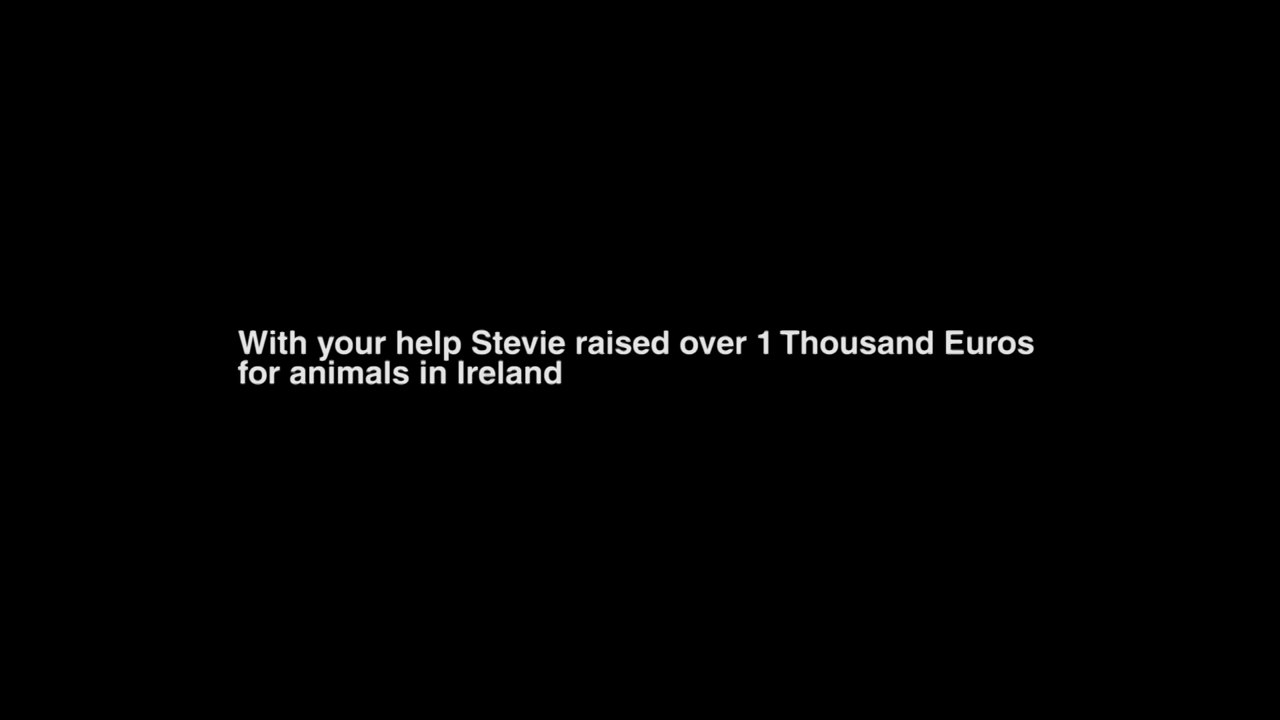 With your help Stevie raised over 1 Thousand Euros
for animals in Ireland